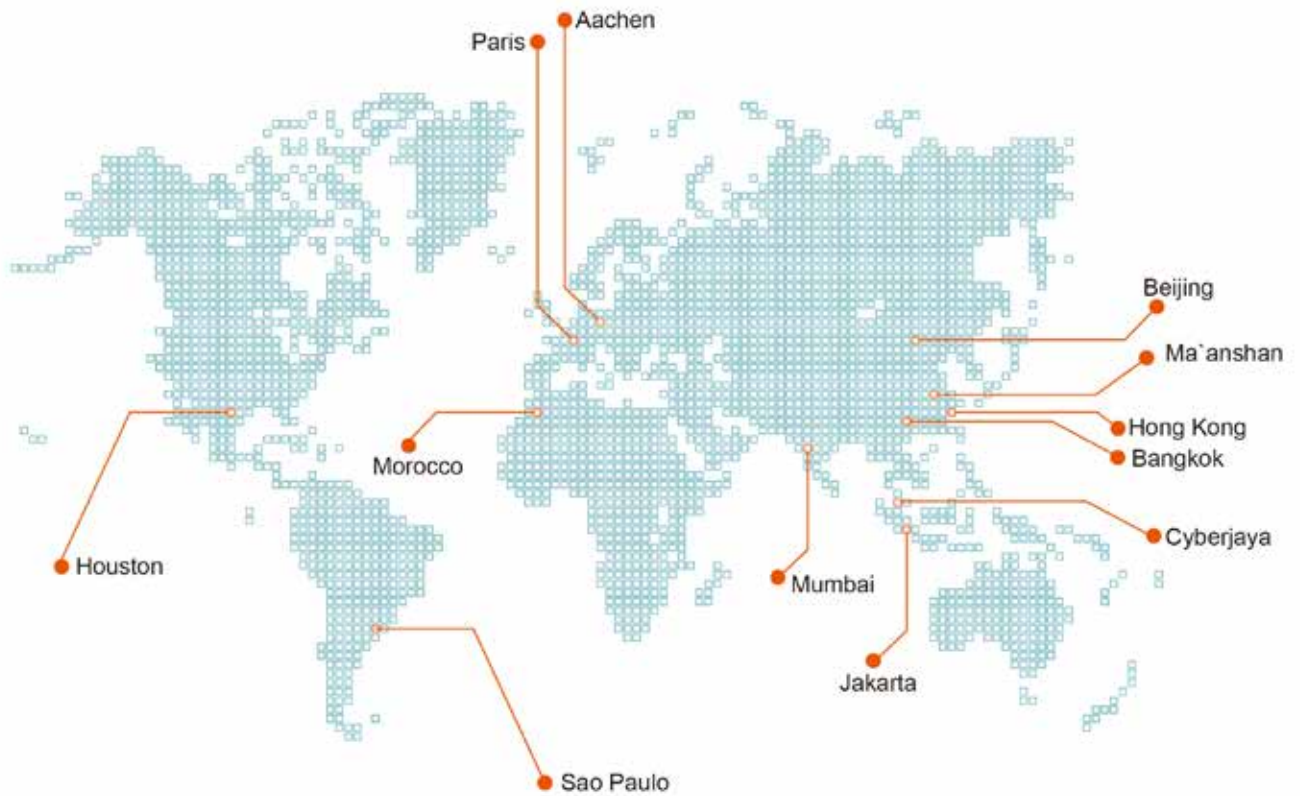 Aachen
Paris
Beijing
Ma`anshan
Hong Kong
Bangkok
Morocco
Cyberjaya
Houston
Mumbai
Jakarta
Sao Paulo